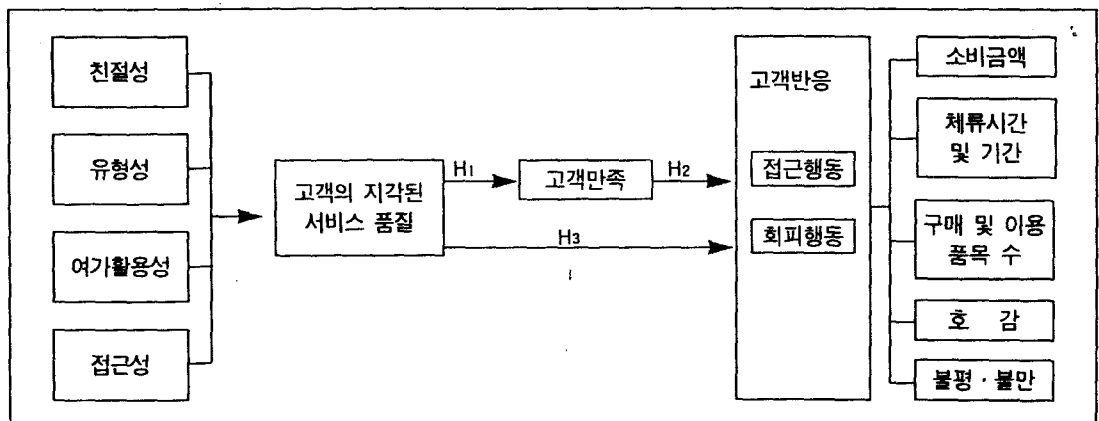 친절성
유형성
여가활용성
접근성
고객의 지각된
서비스 품질
H1
고객만족
H2
H3
고객반응
접근행동
회피행동
소비금액
체류시간
및 기간
구매 및 이용
품목 수
호 감
불평·불만